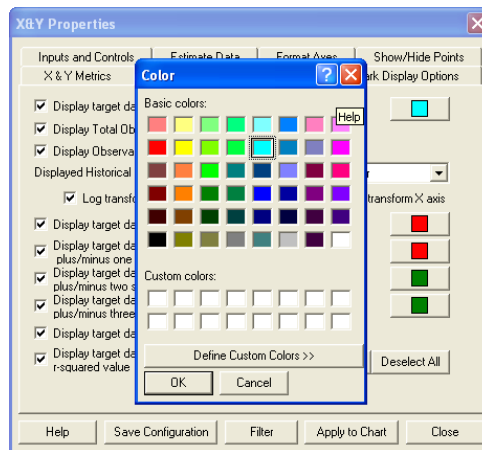 X&Y Properties
Inputs and Controls Estimate Data Format Axes Show/Hide Points
X & Y Metrics ark Display Options
Color
Basic colors:
Help
Display target da
Display Total Ob
Display Observa
Displayed Historical
Log transfo transform X axis
Display target da
Display target da
plus/minus one
Display target da
plus/minus two s
Display target da
plus/minus three
Display target da
Display target da
r-squared value
Custom colors:
Define Custom Colors >>
OK Cancel
Deselect All
Help Save Configuration Filter Apply to Chart Close